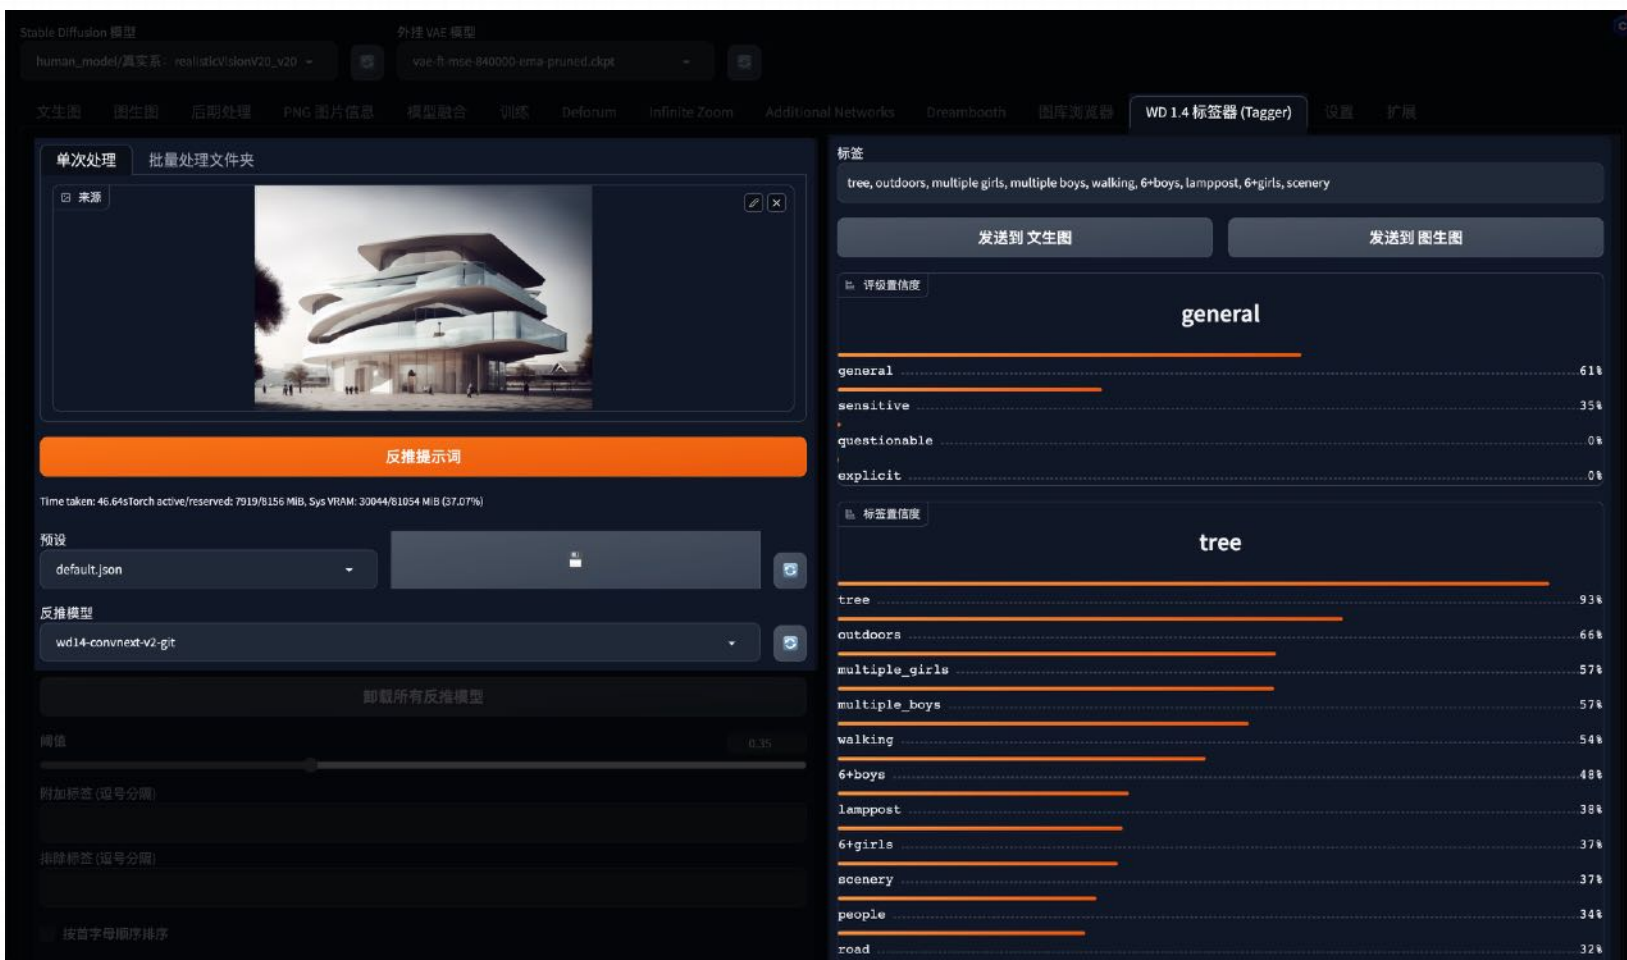 Stable Diffusion 模型
外挂 VAE 模型
human_model/真实系：realisticVisionV20_v20
vae-ft-mse-840000-ema-pruned.ckpt
文生图 图生图 后期处理 PNG 图片信息 模型融合 训练 Deforum Infinite Zoom Additional Networks Dreambooth 图库浏览器 WD 1.4 标签器 (Tagger) 设置 扩展
单次处理 批量处理文件夹
来源
反推提示词
Time taken: 46.64sTorch active/reserved: 7919/8156 MiB, Sys VRAM: 30044/81054 MiB (37.07%)
预设
default.json
反推模型
wd14-convnext-v2-git
卸载所有反推模型
阈值
0.35
附加标签 (逗号分隔)
排除标签 (逗号分隔)
按首字母顺序排序
标签
tree, outdoors, multiple girls, multiple boys, walking, 6+boys, lamppost, 6+girls, scenery
发送到 文生图 发送到 图生图
评级置信度
general
general 61%
sensitive 35%
questionable 0%
explicit 0%
标签置信度
tree
tree 93%
outdoors 66%
multiple_girls 57%
multiple_boys 57%
walking 54%
6+boys 48%
lamppost 38%
6+girls 37%
scenery 37%
people 34%
road 32%